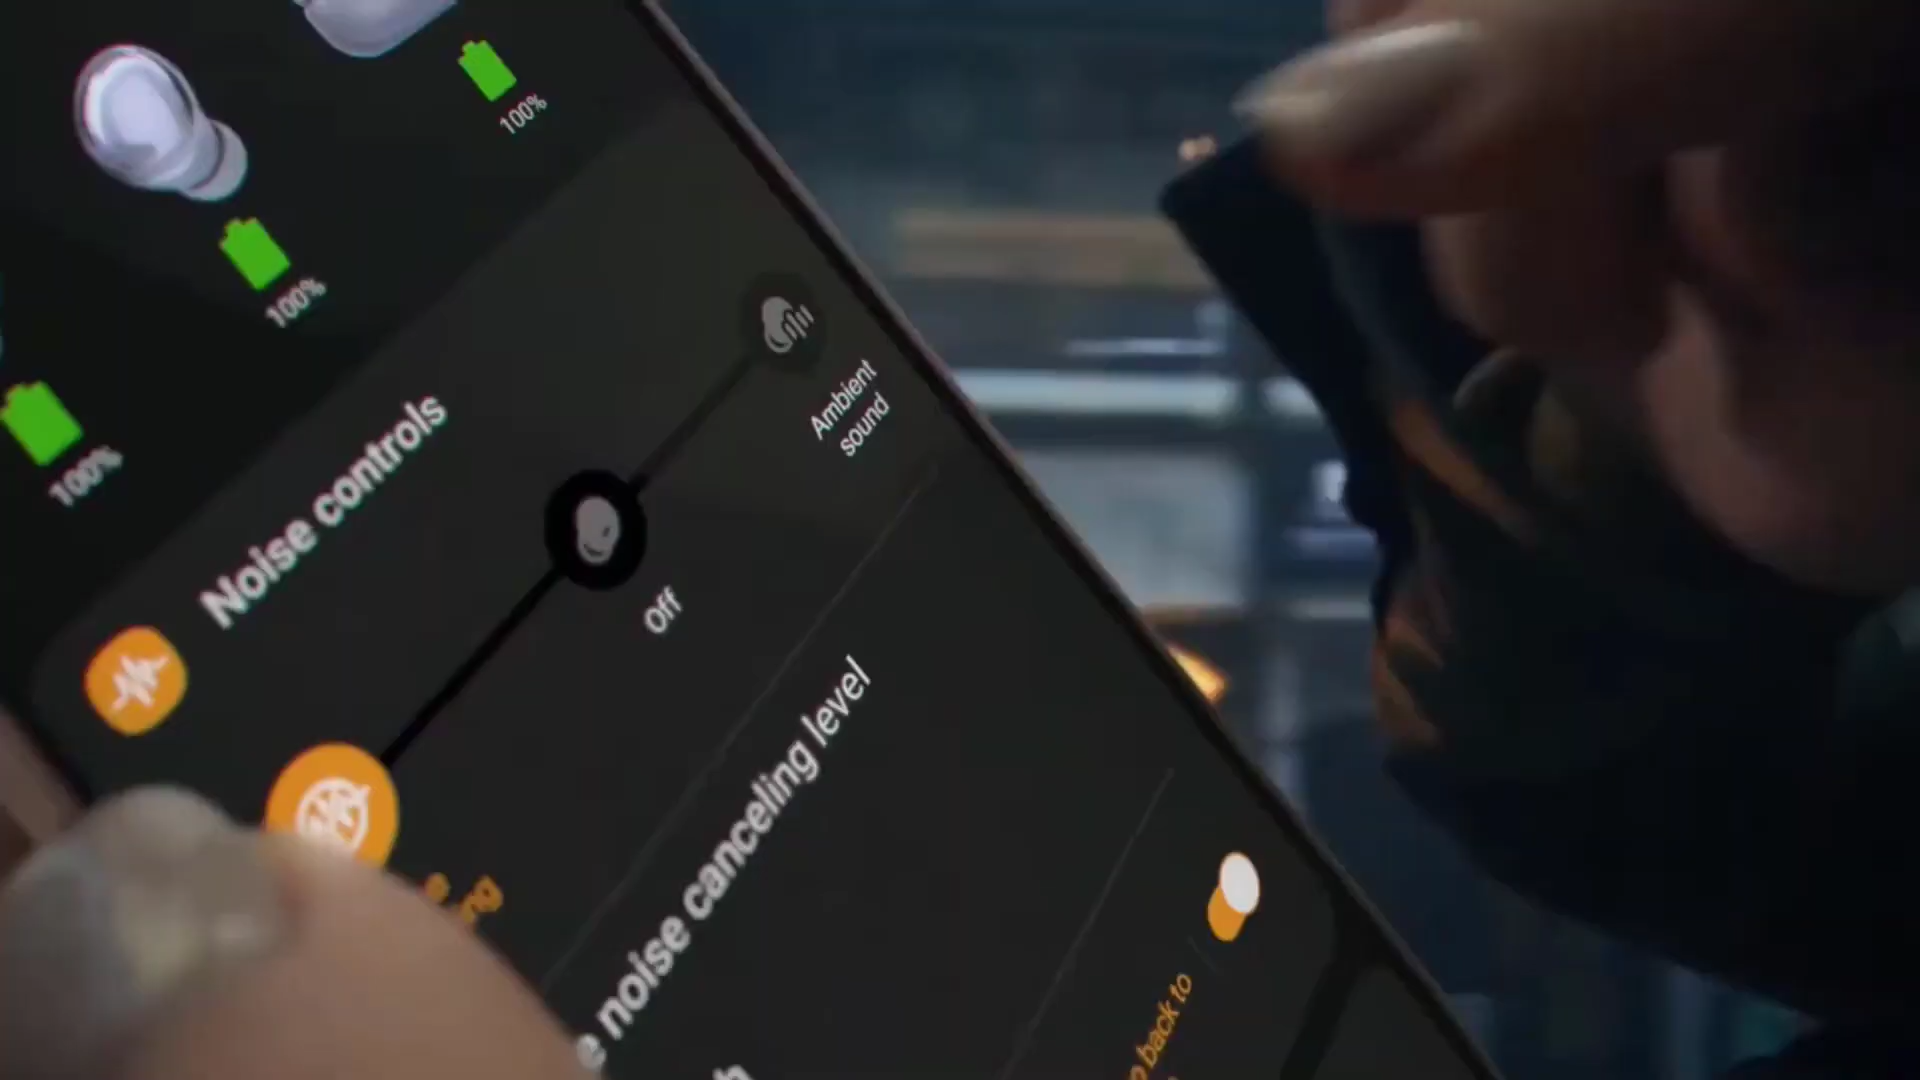 100%
100%
100%
Noise controls
Ambient
sound
Off
noise canceling level
back to